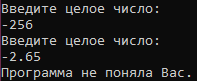 Введите целое число:
-256
Введите целое число:
-2.65
Программа не поняла Вас.